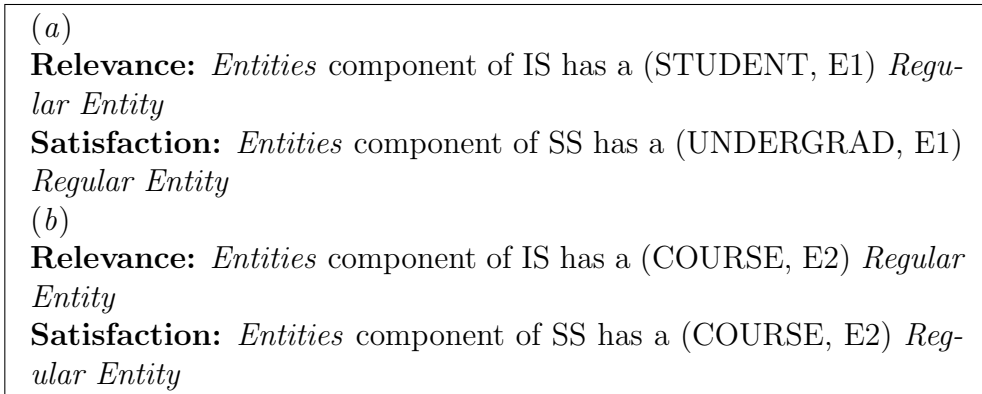 (a)
Relevance: Entities component of IS has a (STUDENT, E1) Regu-
lar Entity
Satisfaction: Entities component of SS has a (UNDERGRAD, E1)
Regular Entity
(b)
Relevance: Entities component of IS has a (COURSE, E2) Regular
Entity
Satisfaction: Entities component of SS has a (COURSE, E2) Reg-
ular Entity